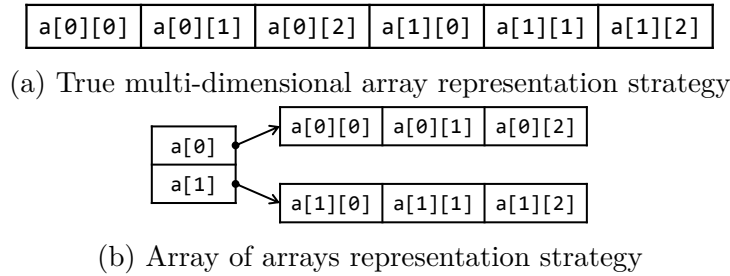 a[0][0] a[0][1] a[0][2] a[1][0] a[1][1] a[1][2]
(a) True multi-dimensional array representation strategy
a[0] a[0][0] a[0][1] a[0][2]
a[1] a[1][0] a[1][1] a[1][2]
(b) Array of arrays representation strategy